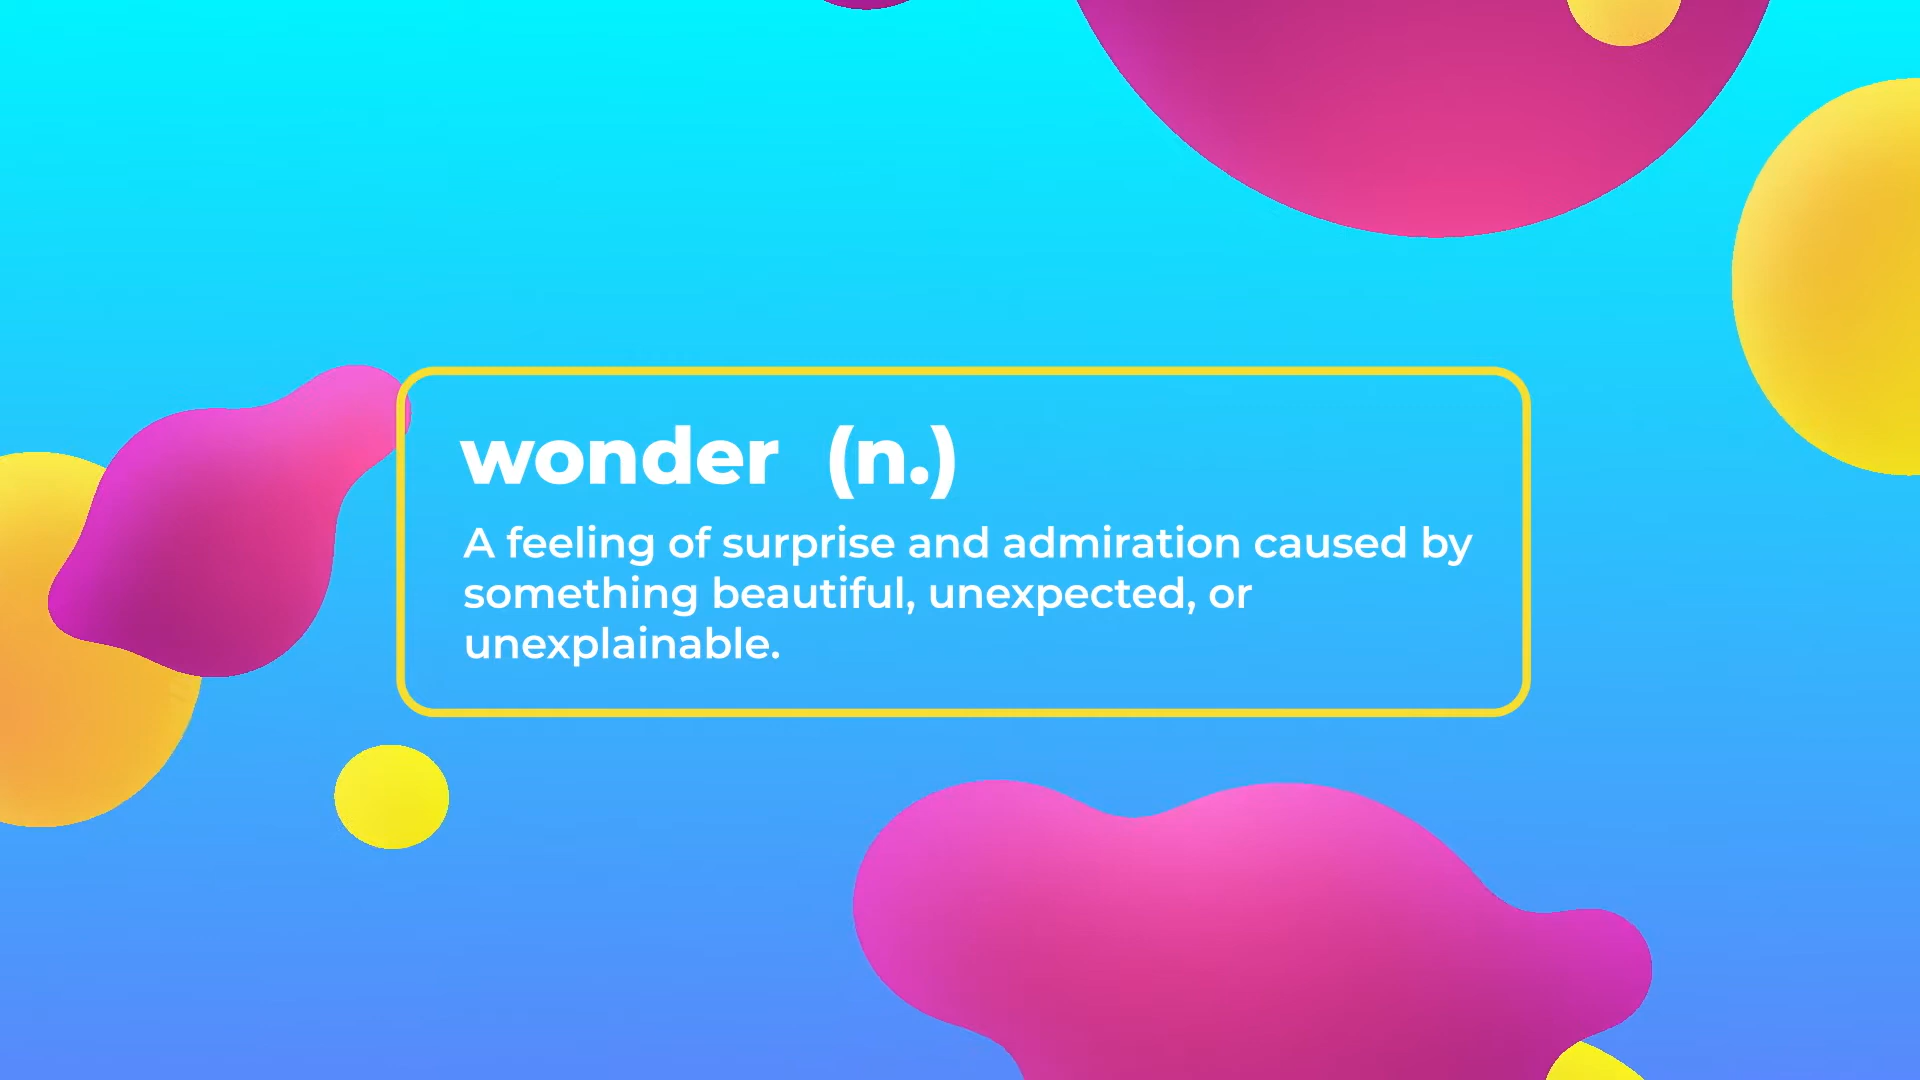 wonder (n.)
A feeling of surprise and admiration caused by
something beautiful, unexpected, or
unexplainable.